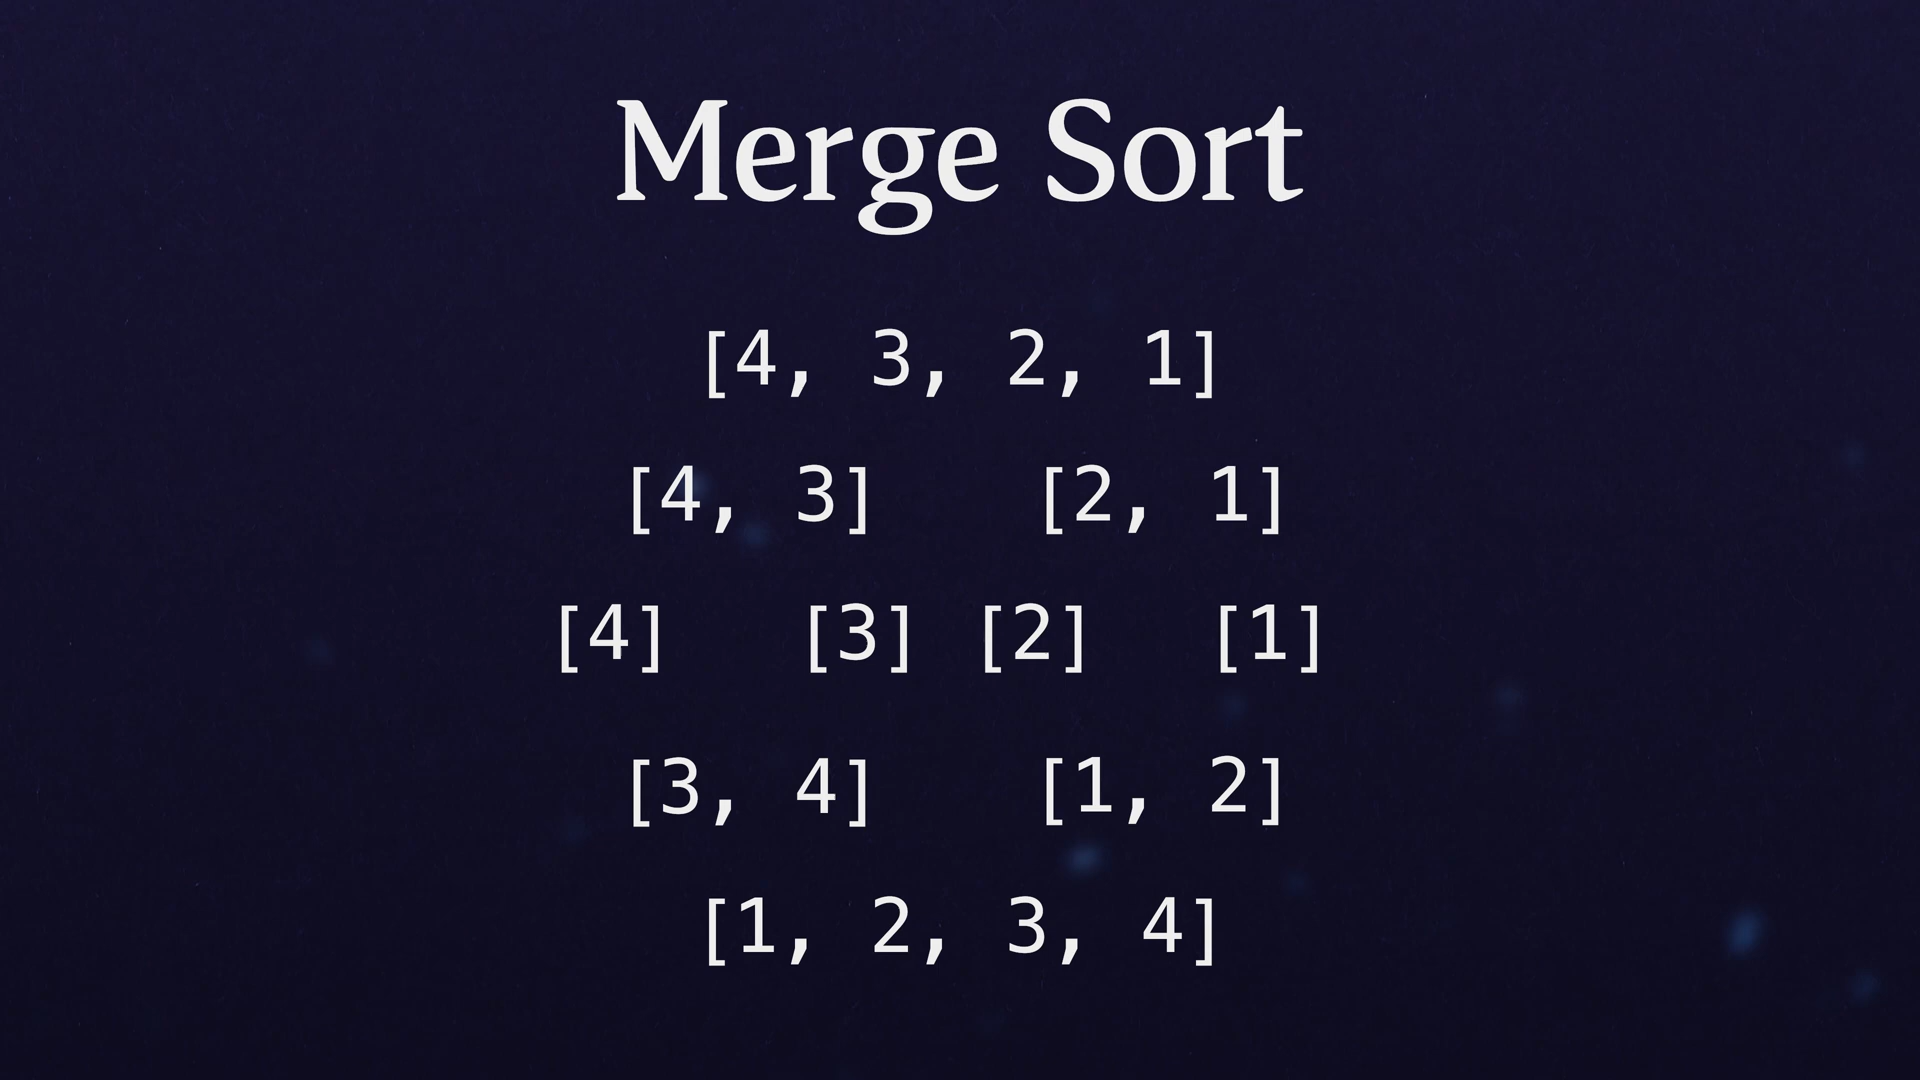 Merge Sort
[4, 3, 2, 1]
[4, 3] [2, 1]
[4] [3] [2] [1]
[3, 4] [1, 2]
[1, 2, 3, 4]